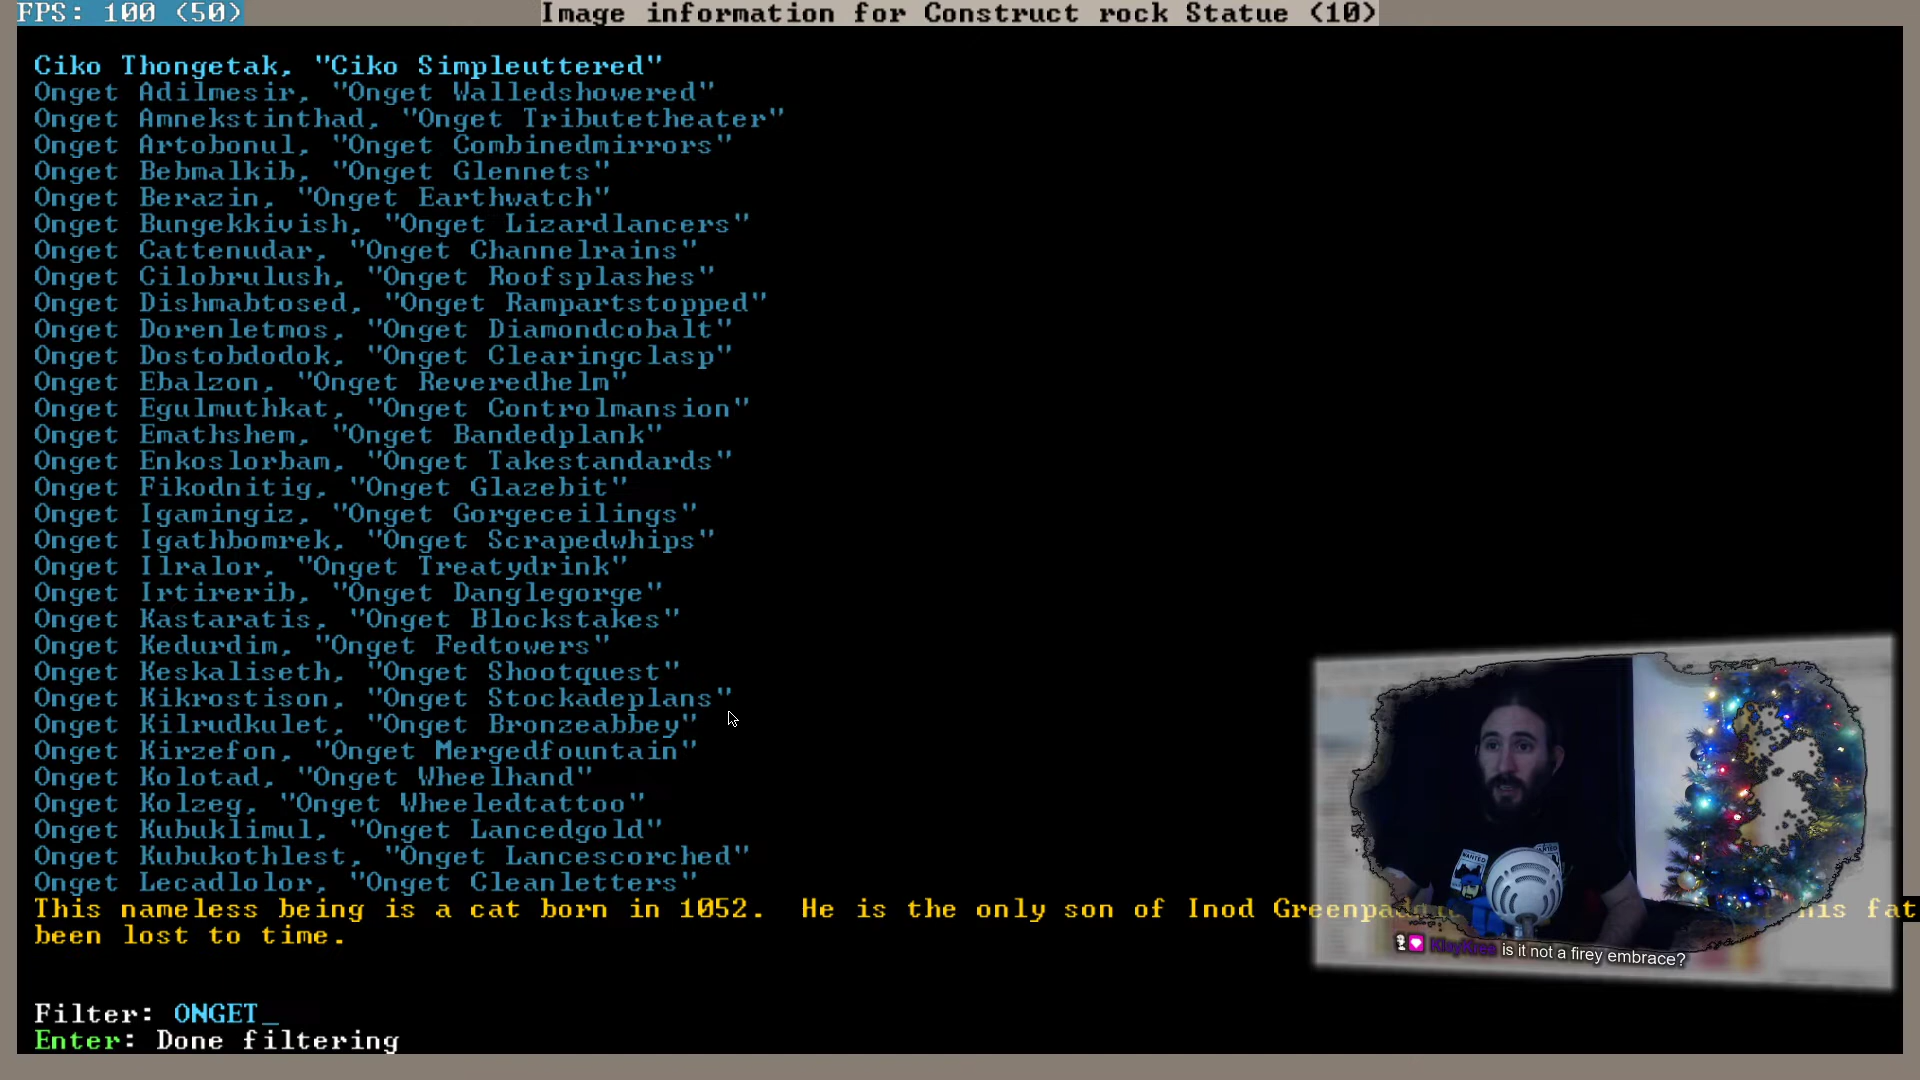 FPS: 100 (50)
Image information for Construct rock Statue (10)
Ciko Thongetak, "Ciko Simpleuttered"
Onget Adilmesir, "Onget Walledshowered"
Onget Amnekstinthad, "Onget Tributetheater"
Onget Artobonul, "Onget Combinedmirrors"
Onget Bebmalkib, "Onget Glennets"
Onget Berazin, "Onget Earthwatch"
Onget Bungekkivish, "Onget Lizardlancers"
Onget Cattenudar, "Onget Channelrains"
Onget Cilobrulush, "Onget Roofsplashes"
Onget Dishmabtosed, "Onget Rampartstopped"
Onget Dorenletmos, "Onget Diamondcobalt"
Onget Dostobdodok, "Onget Clearingclasp"
Onget Ebalzon, "Onget Reveredhelm"
Onget Egulmuthkat, "Onget Controlmansion"
Onget Emathshem, "Onget Bandedplank"
Onget Enkoslorbam, "Onget Takestandards"
Onget Fikodnitig, "Onget Glazebit"
Onget Igamingiz, "Onget Gorgeceilings"
Onget Igathbomrek, "Onget Scrapedwhips"
Onget Ilralor, "Onget Treatydrink"
Onget Irtirerib, "Onget Danglegorge"
Onget Kastaratis, "Onget Blockstakes"
Onget Kedurdim, "Onget Fedtowers"
Onget Keskaliseth, "Onget Shootquest"
Onget Kikrostison, "Onget Stockadeplans"
Onget Kilrudkulet, "Onget Bronzeabbey"
Onget Kirzefon, "Onget Mergedfountain"
Onget Kolotad, "Onget Wheelhand"
Onget Kolzeg, "Onget Wheeledtattoo"
Onget Kubuklimul, "Onget Lancedgold"
Onget Kubukothlest, "Onget Lancescorched"
Onget Lecadlolor, "Onget Cleanletters"
This nameless being is a cat born in 1052. He is the only son of Inod his fat
been lost to time.
WANTED
is it not a firey embrace?
Filter: ONGET_
Enter: Done filtering